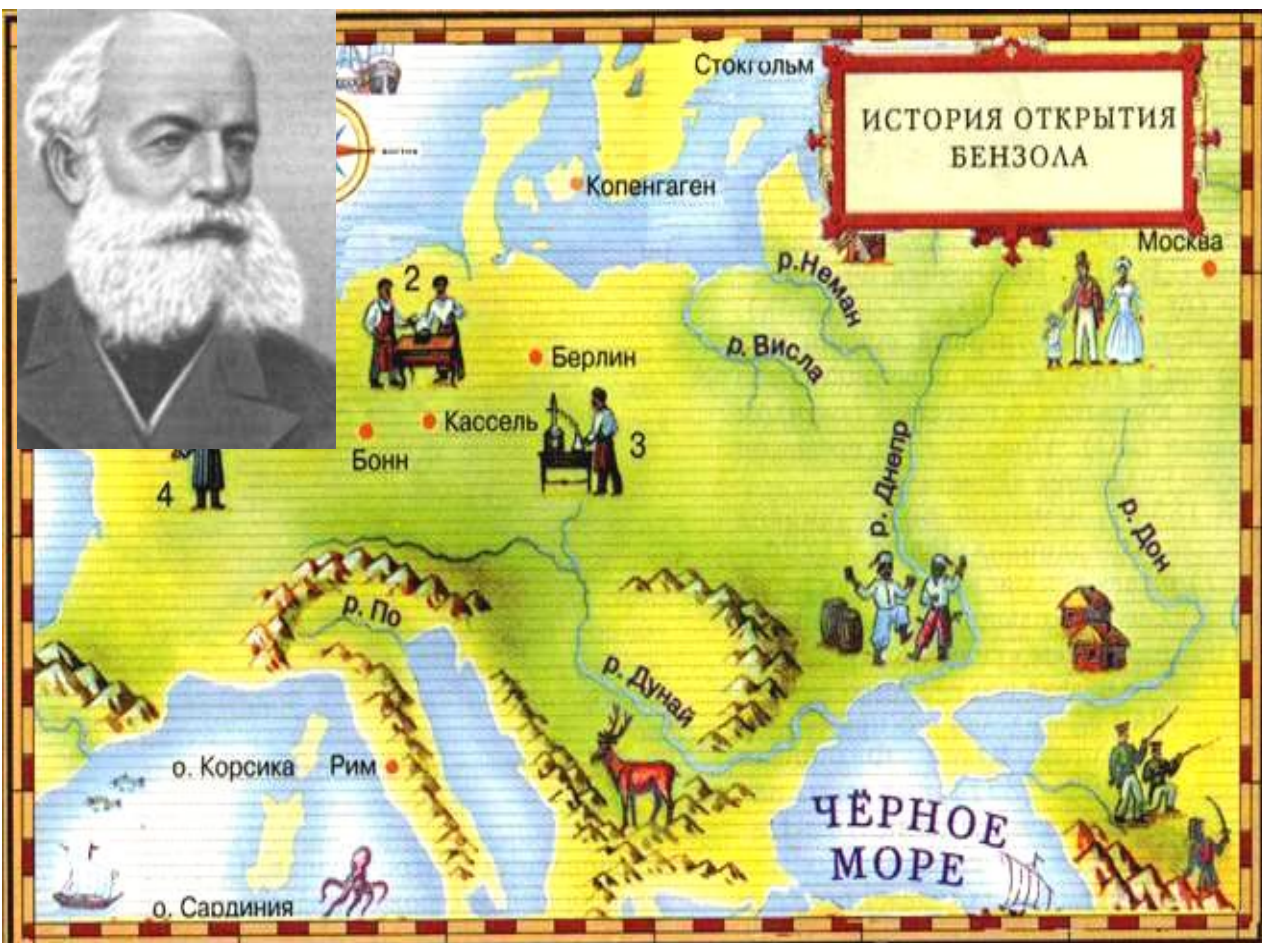 Стокгольм
ИСТОРИЯ ОТКРЫТИЯ
БЕНЗОЛА
Копенгаген
Москва
р.Неман
2
р. Висла
Берлин
Кассель
3
Бонн
4
р. Днепр
р. Дон
р. По
р. Дунай
о. Корсика
Рим
ЧЁРНОЕ
МОРЕ
о. Сардиния